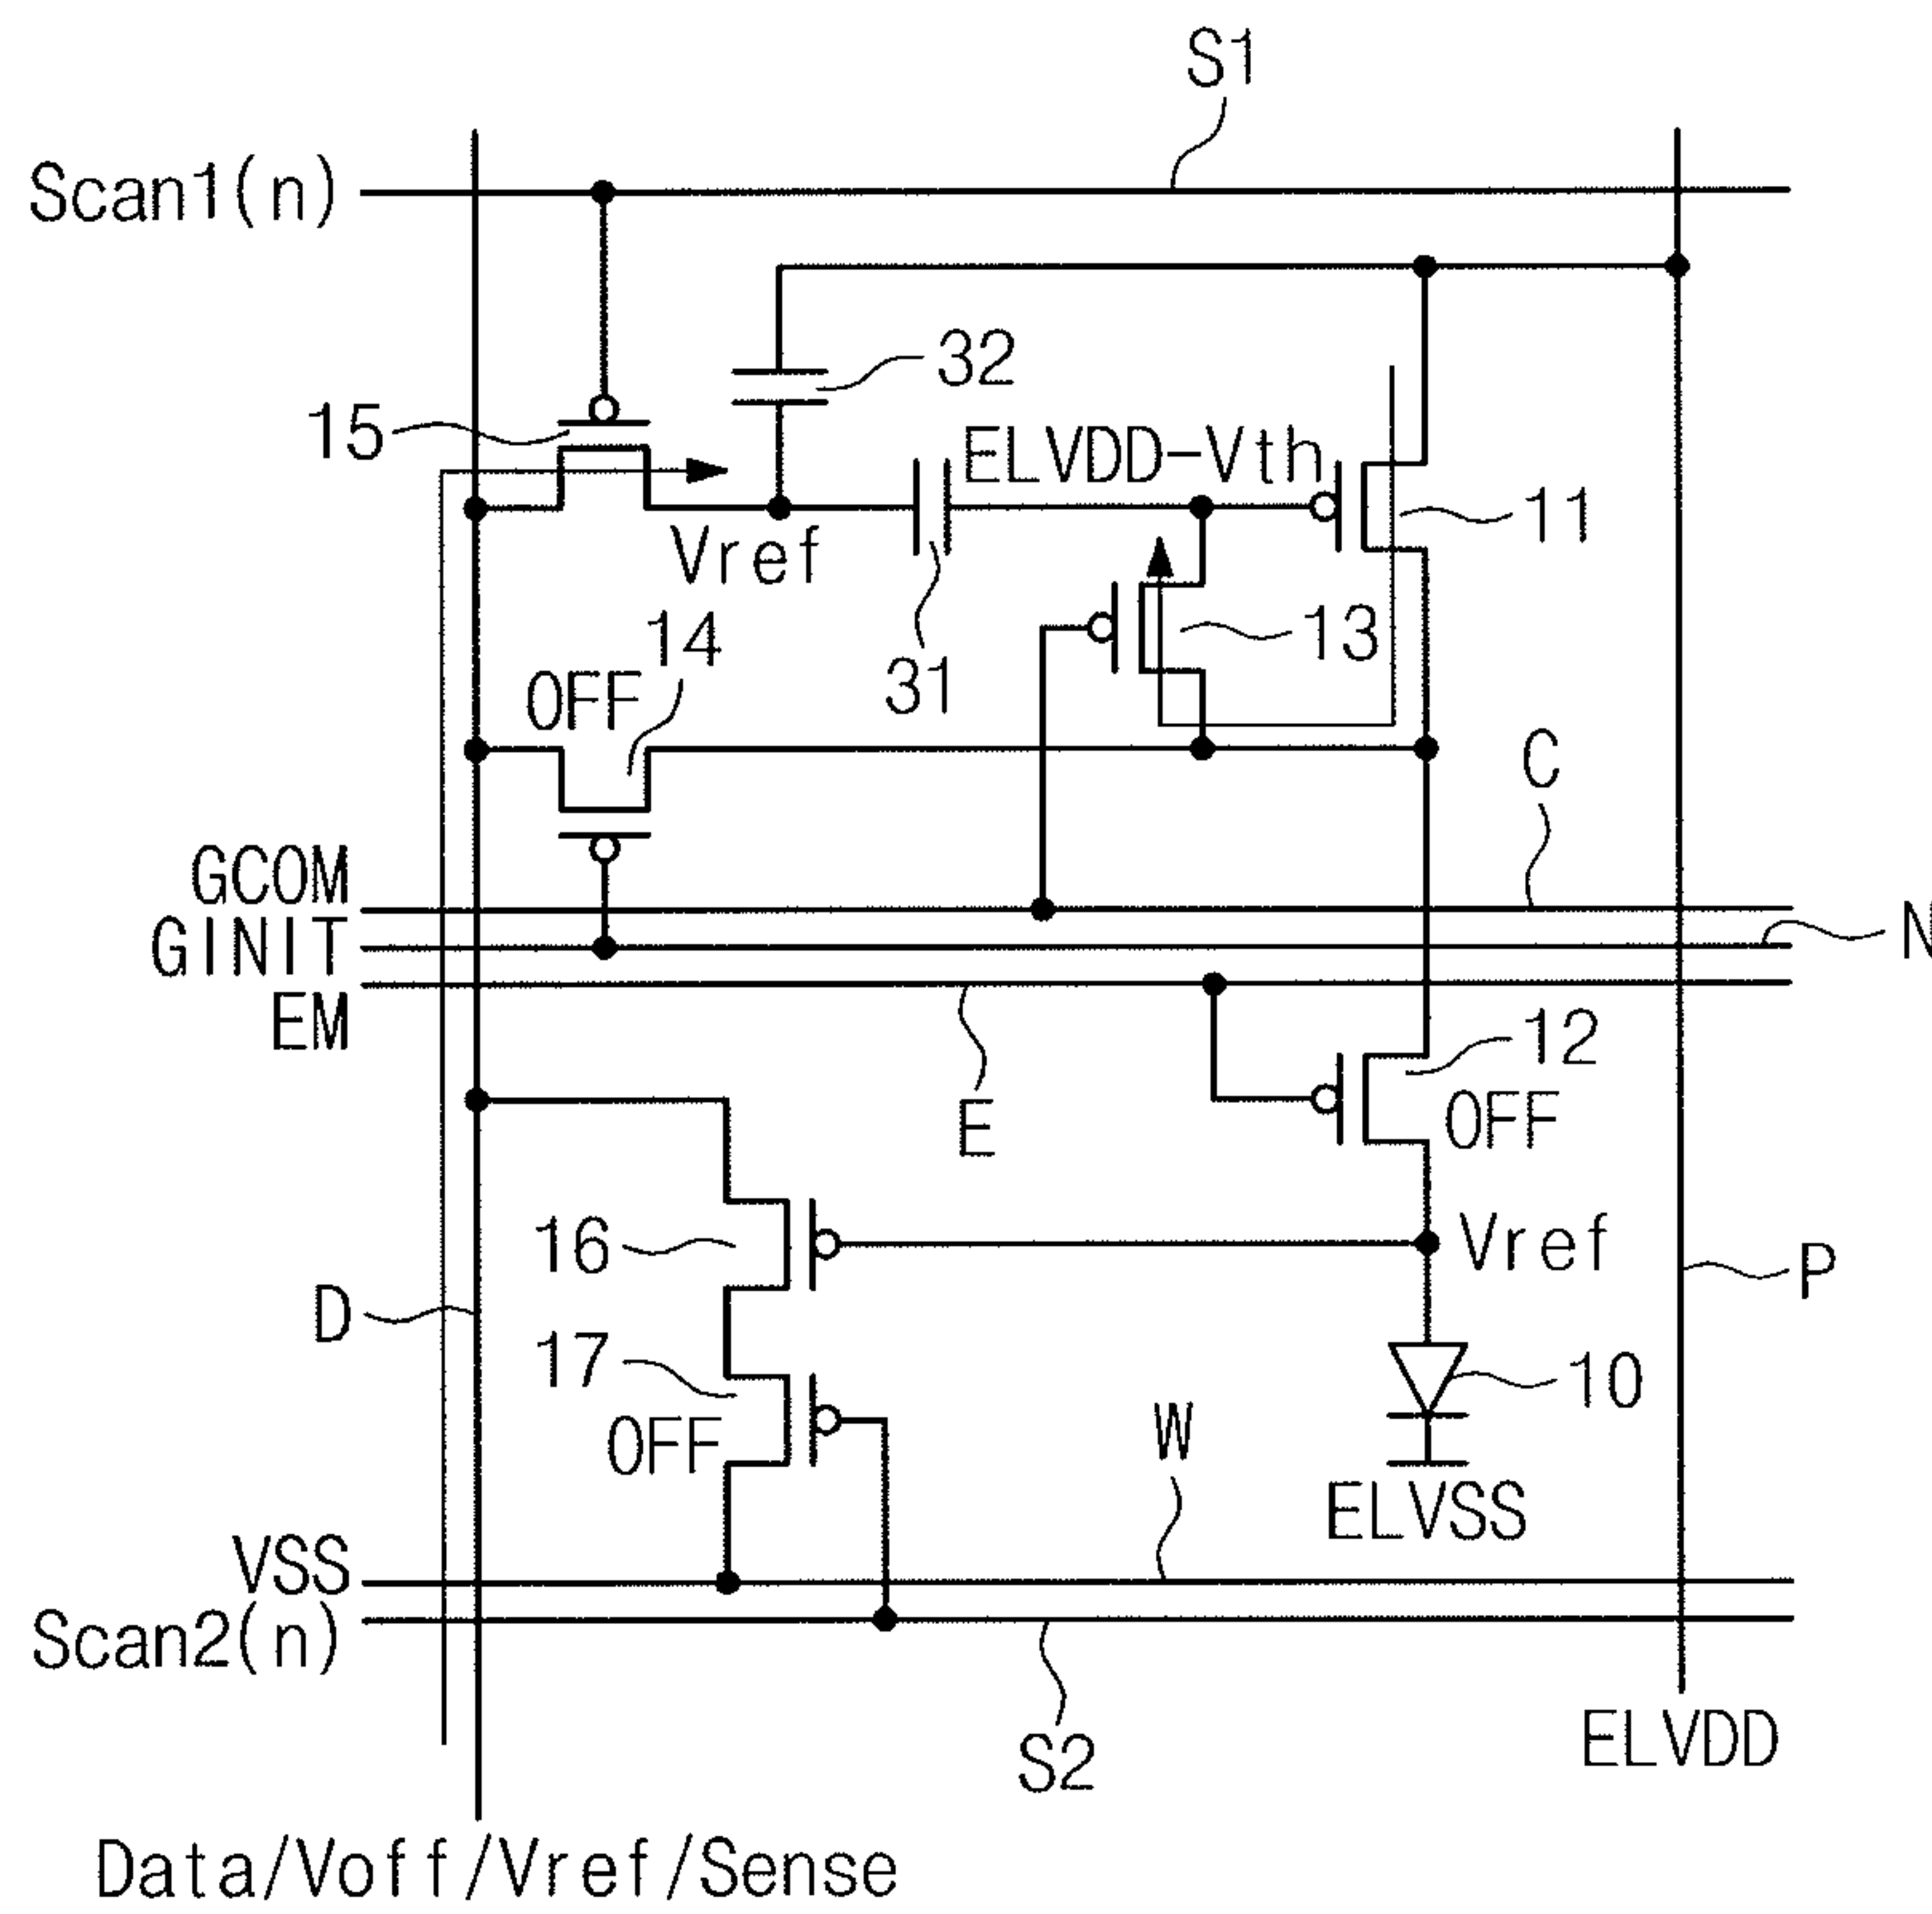 S1
Scan1(n)
32
15
ELVDD-Vth
11
Vref
14
13
31
OFF
C
GCOM
GINIT
N
EM
12
E
OFF
16
Vref
D
P
17
10
OFF
W
ELVSS
VSS
Scan2(n)
S2
ELVDD
Data/Voff/Vref/Sense